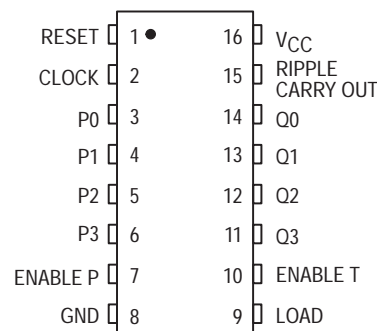 RESET 1 16 VCC
CLOCK 2 15 RIPPLE
CARRY OUT
P0 3 14 Q0
P1 4 13 Q1
P2 5 12 Q2
P3 6 11 Q3
ENABLE P 7 10 ENABLE T
GND 8 9 LOAD